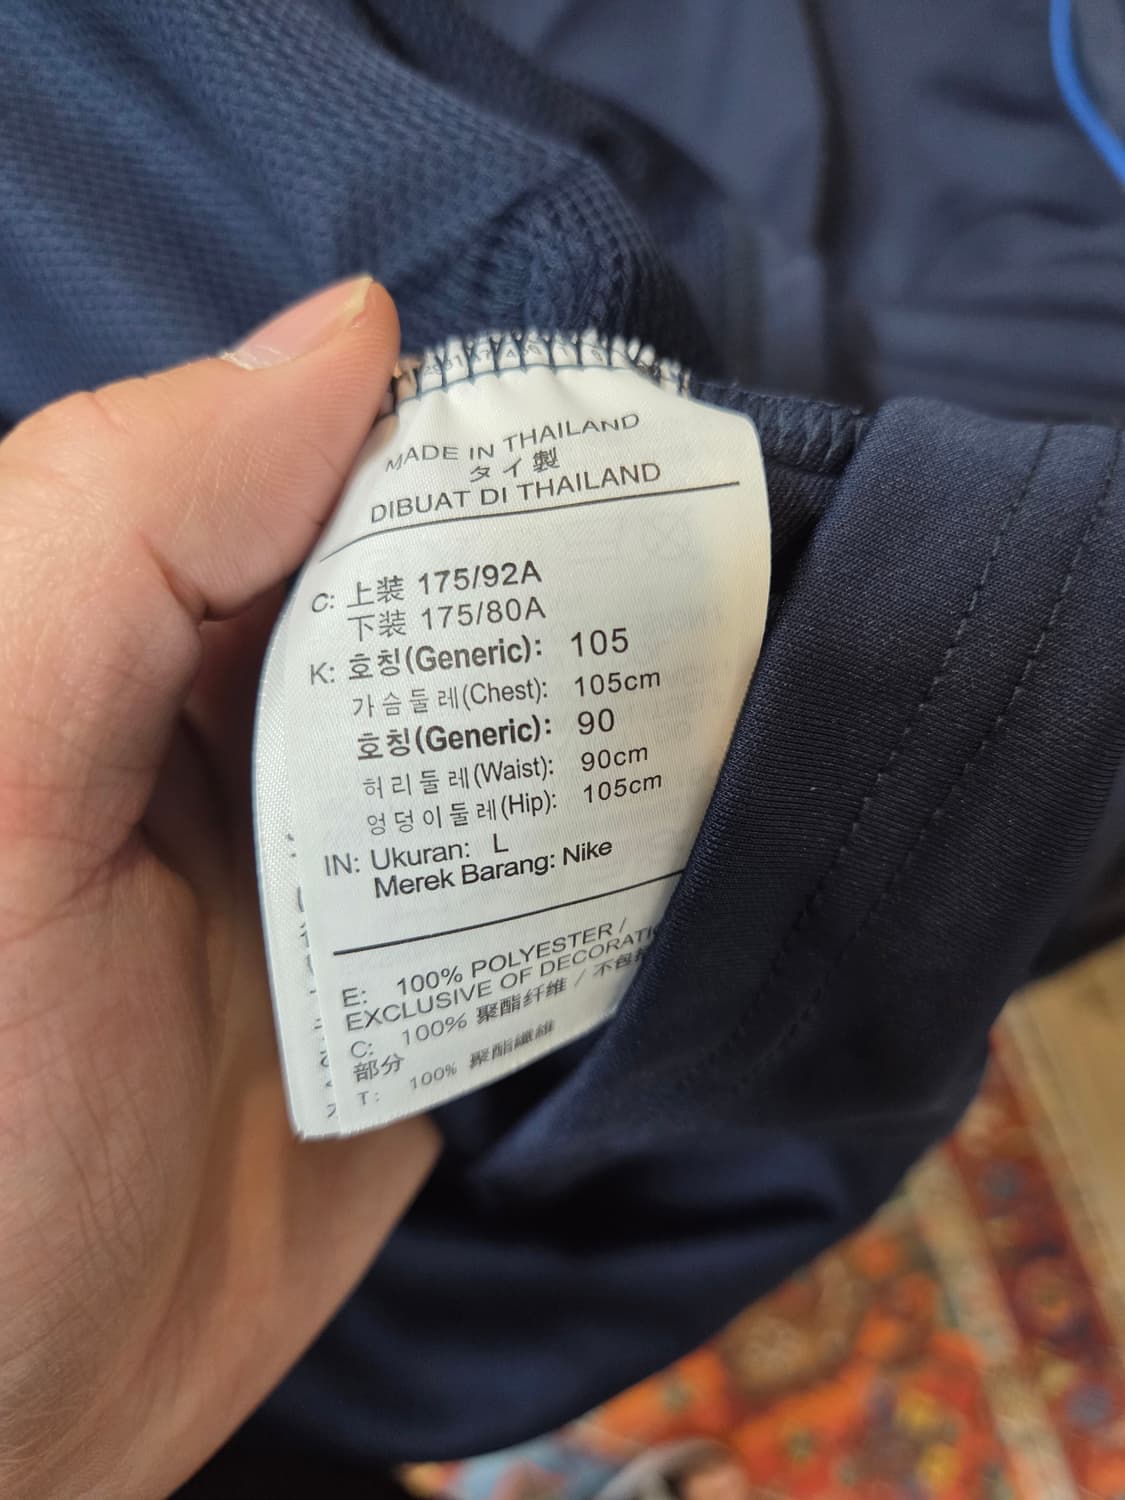 MADE IN THAILAND
タイ製
DIBUAT DI THAILAND
C: 上装 175/92A
下装 175/80A
K: 호칭(Generic): 105
가슴둘레(Chest): 105cm
호칭(Generic): 90
허리둘레(Waist): 90cm
엉덩이둘레(Hip): 105cm
IN: Ukuran: L
Merek Barang: Nike
E: 100% POLYESTER /
EXCLUSIVE OF
C: 100% 聚酯纤维 /
部分
T: 100% 聚酯纖維